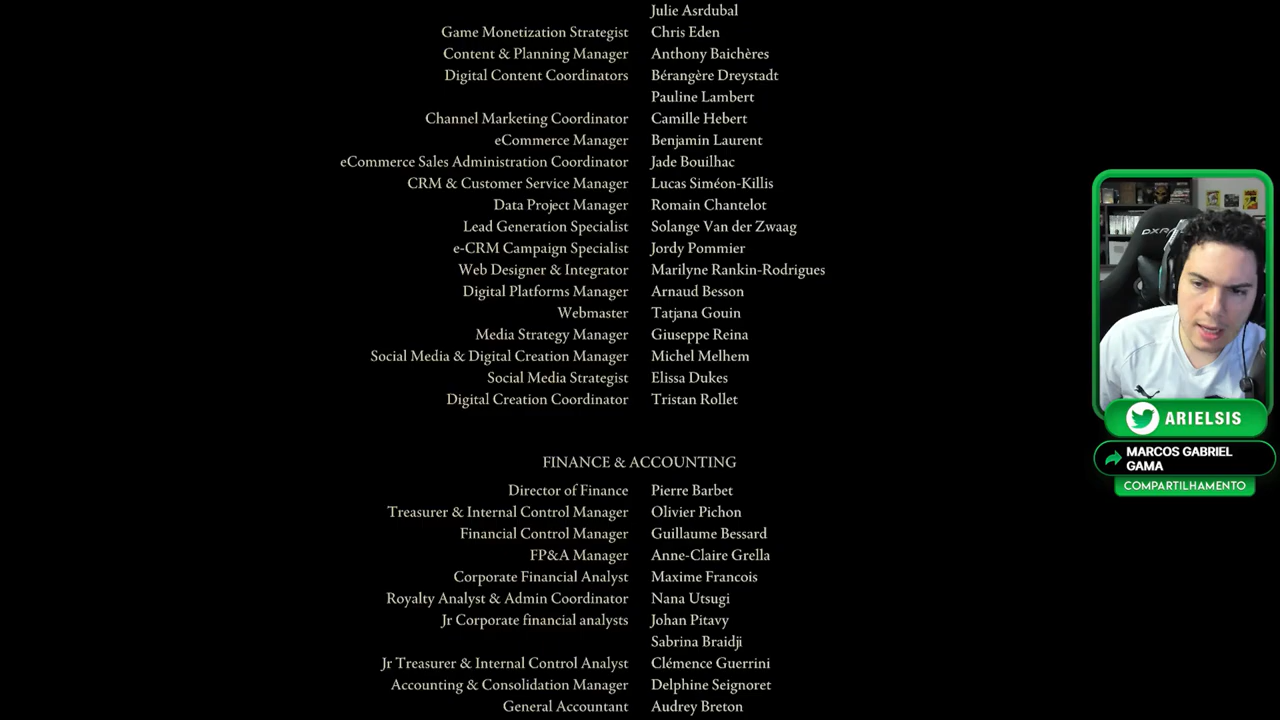 Julie Asrdubal
Game Monetization Strategist Chris Eden
Content & Planning Manager Anthony Baichères
Digital Content Coordinators Bérangère Dreystadt
Pauline Lambert
Channel Marketing Coordinator Camille Hebert
eCommerce Manager Benjamin Laurent
eCommerce Sales Administration Coordinator Jade Bouilhac
CRM & Customer Service Manager Lucas Siméon-Killis
Data Project Manager Romain Chantelot
Lead Generation Specialist Solange Van der Zwaag
e-CRM Campaign Specialist Jordy Pommier
Web Designer & Integrator Marilyne Rankin-Rodrigues
Digital Platforms Manager Arnaud Besson
Webmaster Tatjana Gouin
Media Strategy Manager Giuseppe Reina
Social Media & Digital Creation Manager Michel Melhem
Social Media Strategist Elissa Dukes
Digital Creation Coordinator Tristan Rollet
FINANCE & ACCOUNTING
Director of Finance Pierre Barbet
Treasurer & Internal Control Manager Olivier Pichon
Financial Control Manager Guillaume Bessard
FP&A Manager Anne-Claire Grella
Corporate Financial Analyst Maxime Francois
Royalty Analyst & Admin Coordinator Nana Utsugi
Jr Corporate financial analysts Johan Pitavy
Sabrina Braidji
Jr Treasurer & Internal Control Analyst Clémence Guerrini
Accounting & Consolidation Manager Delphine Seignoret
General Accountant Audrey Breton
ARIELSIS
MARCOS GABRIEL
GAMA
COMPARTILHAMENTO